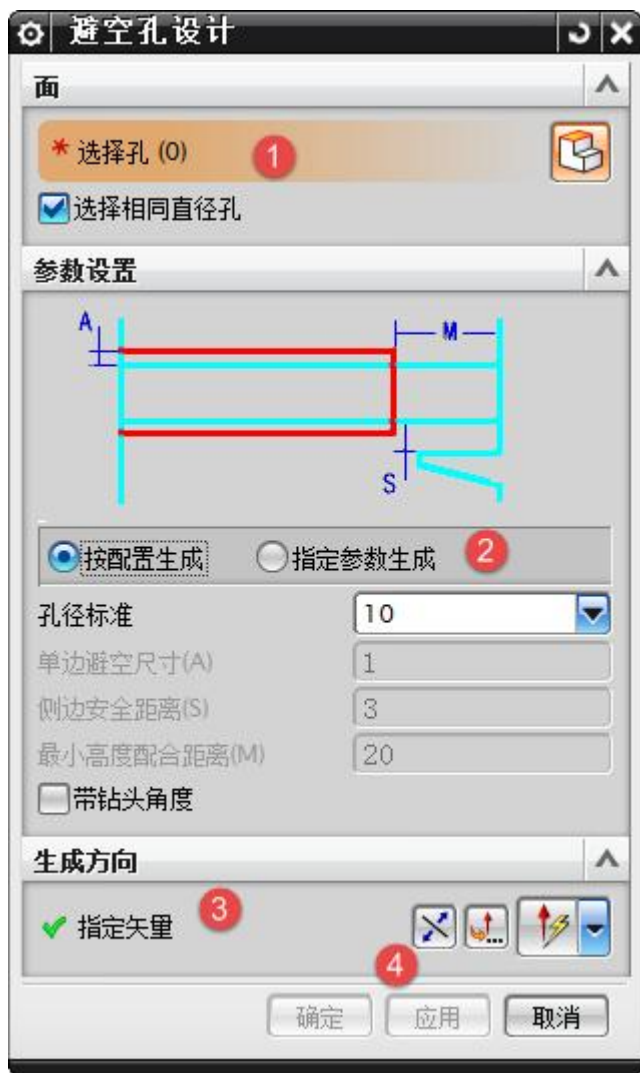 避空孔设计
面
* 选择孔 (0) 1
选择相同直径孔
参数设置
A
M
S
按配置生成 指定参数生成 2
孔径标准 10
单边避空尺寸(A) 1
侧边安全距离(S) 3
最小高度配合距离(M) 20
带钻头角度
生成方向
指定矢量 3
4
确定 应用 取消